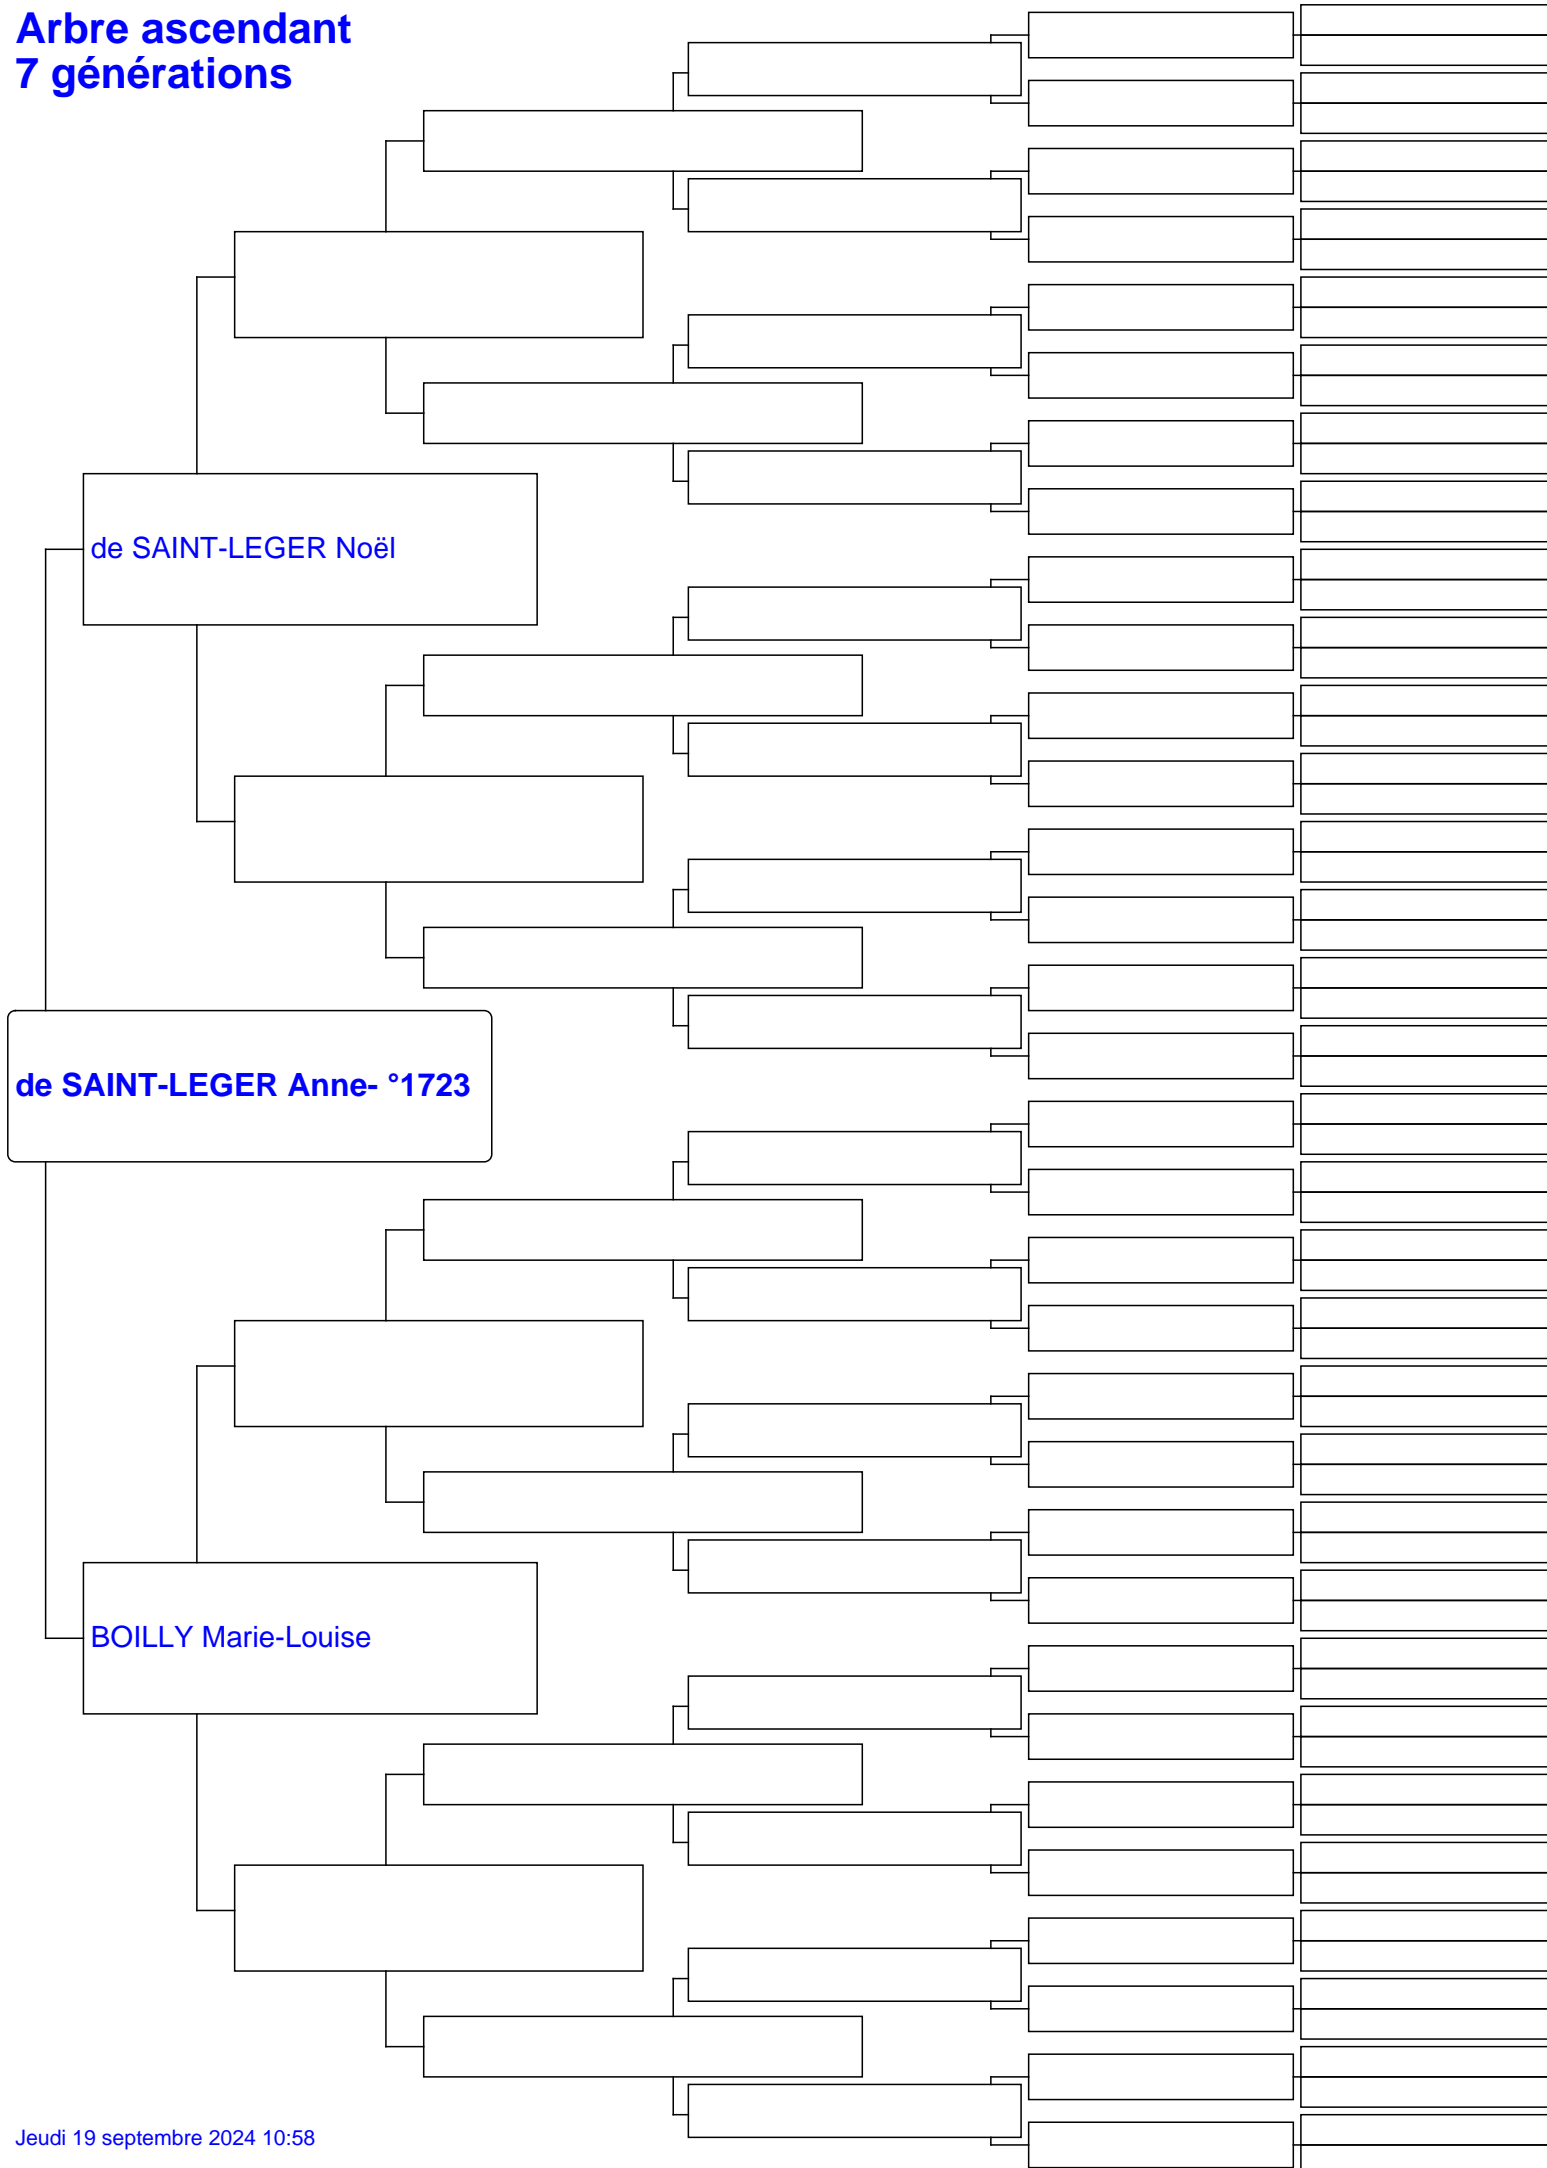 Arbre ascendant
7 générations
de SAINT-LEGER Noël
de SAINT-LEGER Anne- °1723
BOILLY Marie-Louise
Jeudi 19 septembre 2024 10:58